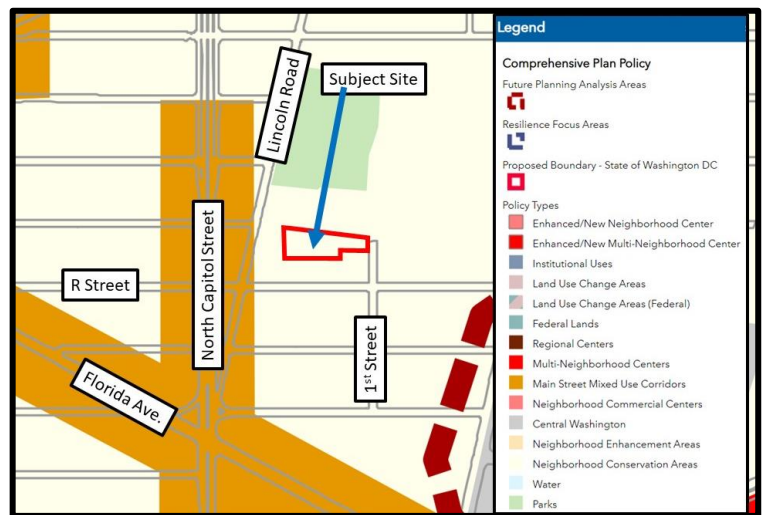 Lincoln Road
Subject Site
North Capitol Street
R Street
1st Street
Florida Ave.
Legend
Comprehensive Plan Policy
Future Planning Analysis Areas
Resilience Focus Areas
Proposed Boundary - State of Washington DC
Policy Types
Enhanced/New Neighborhood Center
Enhanced/New Multi-Neighborhood Center
Institutional Uses
Land Use Change Areas
Land Use Change Areas (Federal)
Federal Lands
Regional Centers
Multi-Neighborhood Centers
Main Street Mixed Use Corridors
Neighborhood Commercial Centers
Central Washington
Neighborhood Enhancement Areas
Neighborhood Conservation Areas
Water
Parks